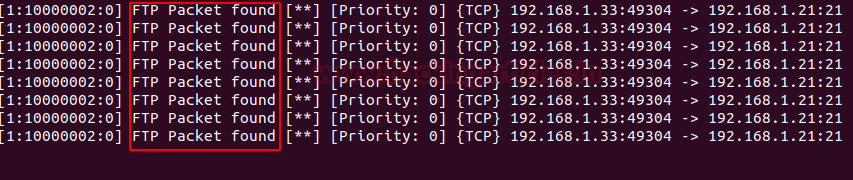 [1:10000002:0] FTP Packet found [**] [Priority: 0] {TCP} 192.168.1.33:49304 -> 192.168.1.21:21
[1:10000002:0] FTP Packet found [**] [Priority: 0] {TCP} 192.168.1.33:49304 -> 192.168.1.21:21
[1:10000002:0] FTP Packet found [**] [Priority: 0] {TCP} 192.168.1.33:49304 -> 192.168.1.21:21
[1:10000002:0] FTP Packet found [**] [Priority: 0] {TCP} 192.168.1.33:49304 -> 192.168.1.21:21
[1:10000002:0] FTP Packet found [**] [Priority: 0] {TCP} 192.168.1.33:49304 -> 192.168.1.21:21
[1:10000002:0] FTP Packet found [**] [Priority: 0] {TCP} 192.168.1.33:49304 -> 192.168.1.21:21
[1:10000002:0] FTP Packet found [**] [Priority: 0] {TCP} 192.168.1.33:49304 -> 192.168.1.21:21
[1:10000002:0] FTP Packet found [**] [Priority: 0] {TCP} 192.168.1.33:49304 -> 192.168.1.21:21